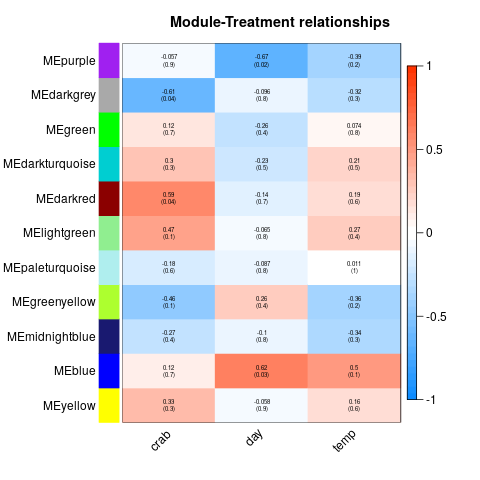 Module-Treatment relationships
MEpurple
-0.057 -0.67 -0.39
(0.9) (0.02) (0.2)
MEdarkgrey
-0.61 -0.096 -0.32
(0.04) (0.8) (0.3)
MEgreen
0.12 -0.26 0.074
(0.7) (0.4) (0.8)
MEdarkturquoise
0.3 -0.23 0.21
(0.3) (0.5) (0.5)
MEdarkred
0.59 -0.14 0.19
(0.04) (0.7) (0.6)
MElightgreen
0.47 -0.065 0.27
(0.1) (0.8) (0.4)
MEpaleturquoise
-0.18 -0.087 0.011
(0.6) (0.8) (1)
MEgreenyellow
-0.46 0.26 -0.36
(0.1) (0.4) (0.2)
MEmidnightblue
-0.27 -0.1 -0.34
(0.4) (0.8) (0.3)
MEblue
0.12 0.62 0.5
(0.7) (0.03) (0.1)
MEyellow
0.33 -0.058 0.16
(0.3) (0.9) (0.6)
crab day temp
1
0.5
0
-0.5
-1